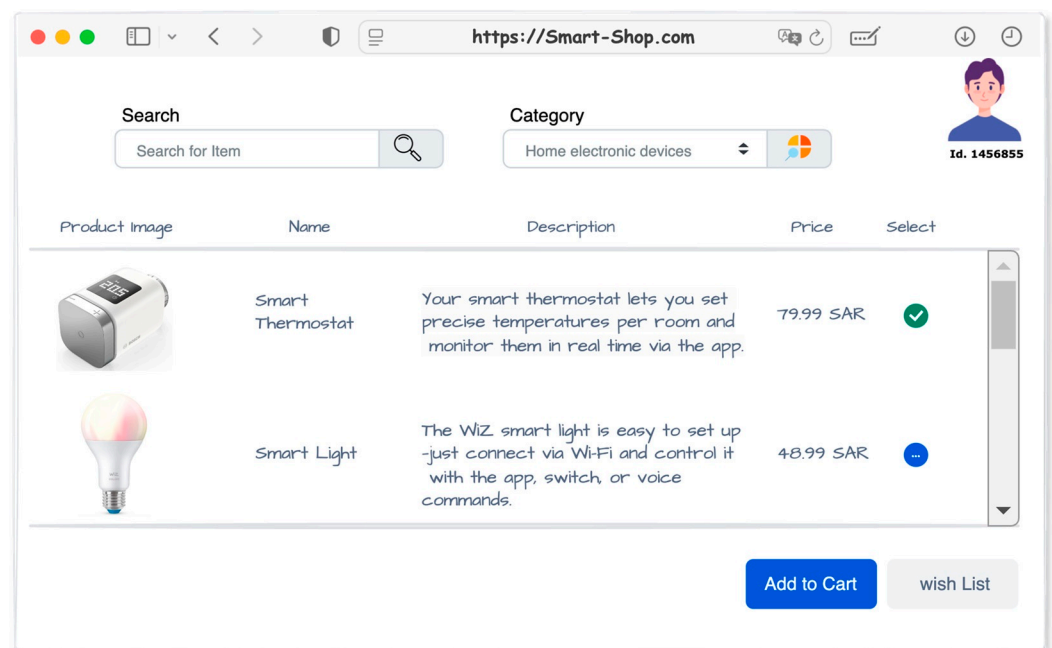 https://Smart-Shop.com
Search
Category
Search for Item
Home electronic devices
Id. 1456855
Product Image
Name
Description
Price
Select
20.5
Smart
Thermostat
Your smart thermostat lets you set
precise temperatures per room and
monitor them in real time via the app.
79.99 SAR
Smart Light
The WiZ smart light is easy to set up
-just connect via Wi-Fi and control it
with the app, switch, or voice
commands.
48.99 SAR
Add to Cart
wish List